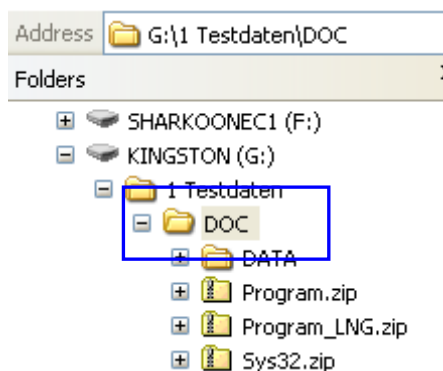 Address G:\1 Testdaten\DOC
Folders
SHARKOONEC1 (F:)
KINGSTON (G:)
1 Testdaten
DOC
DATA
Program.zip
Program_LNG.zip
Sys32.zip